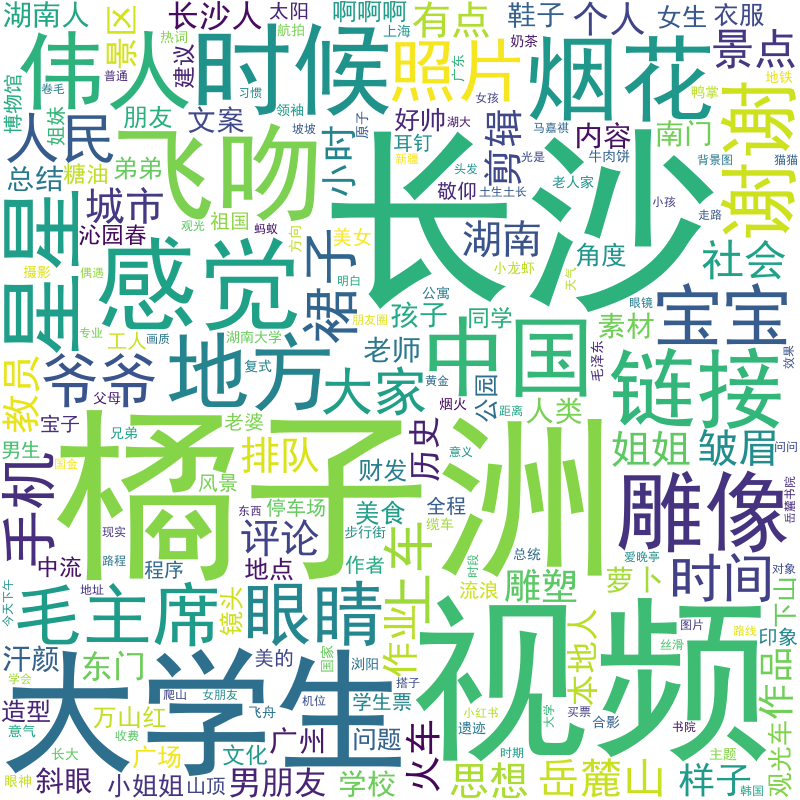 湖南人
长沙人
太阳
啊啊啊
上海
有点
奶茶
鞋子
个人
女生
衣服
热词
航拍
景区
建议
伟人
时候
照片
烟花
景点
广东
地铁
普通
博物馆
卷毛
习惯
领袖
女孩
鸭掌
姐妹
朋友
文案
坡坡
原子
好帅
湖大
马嘉祺
南门
谢谢
人民
飞吻
小时
耳钉
剪辑
内容
牛肉饼
背景图
猫猫
总结
糖油
弟弟
新疆
光是
头发
城市
敬仰
土生土长
老人家
小孩
走路
长沙
星星
沁园春
祖国
观光
蚂蚁
方向
美女
湖南
角度
社会
摄影
偶遇
感觉
裙子
明白
小龙虾
天气
宝宝
公寓
眼镜
专业
工人
画质
湖南大学
朋友圈
孩子
同学
素材
毛泽东
效果
教员
爷爷
地方
复式
老师
中国
链接
父母
宝子
大家
黄金
公园
烟火
距离
人类
男生
兄弟
老婆
橘子洲
排队
历史
意义
姐姐
皱眉
问问
国金
风景
财发
手机
东西
停车场
美食
全程
雕像
岳麓书院
现实
评论
步行街
缆车
中流
路程
程序
地点
作者
上车
总统
时间
爱晚亭
对象
今天下午
地址
毛主席
镜头
眼睛
作业
流浪
时段
雕塑
萝卜
下山
图片
路线
印象
汗颜
东门
美的
国家
浏阳
视频
本地人
丝滑
学会
大学生
爬山
女朋友
飞舟
机位
搭子
学生票
小红书
遗迹
大学
买票
合影
书院
作品
造型
万山红
意气
长大
收费
广场
文化
广州
问题
火车
时期
主题
观光车
眼神
斜眼
小姐姐
山顶
男朋友
学校
思想
岳麓山
样子
韩国